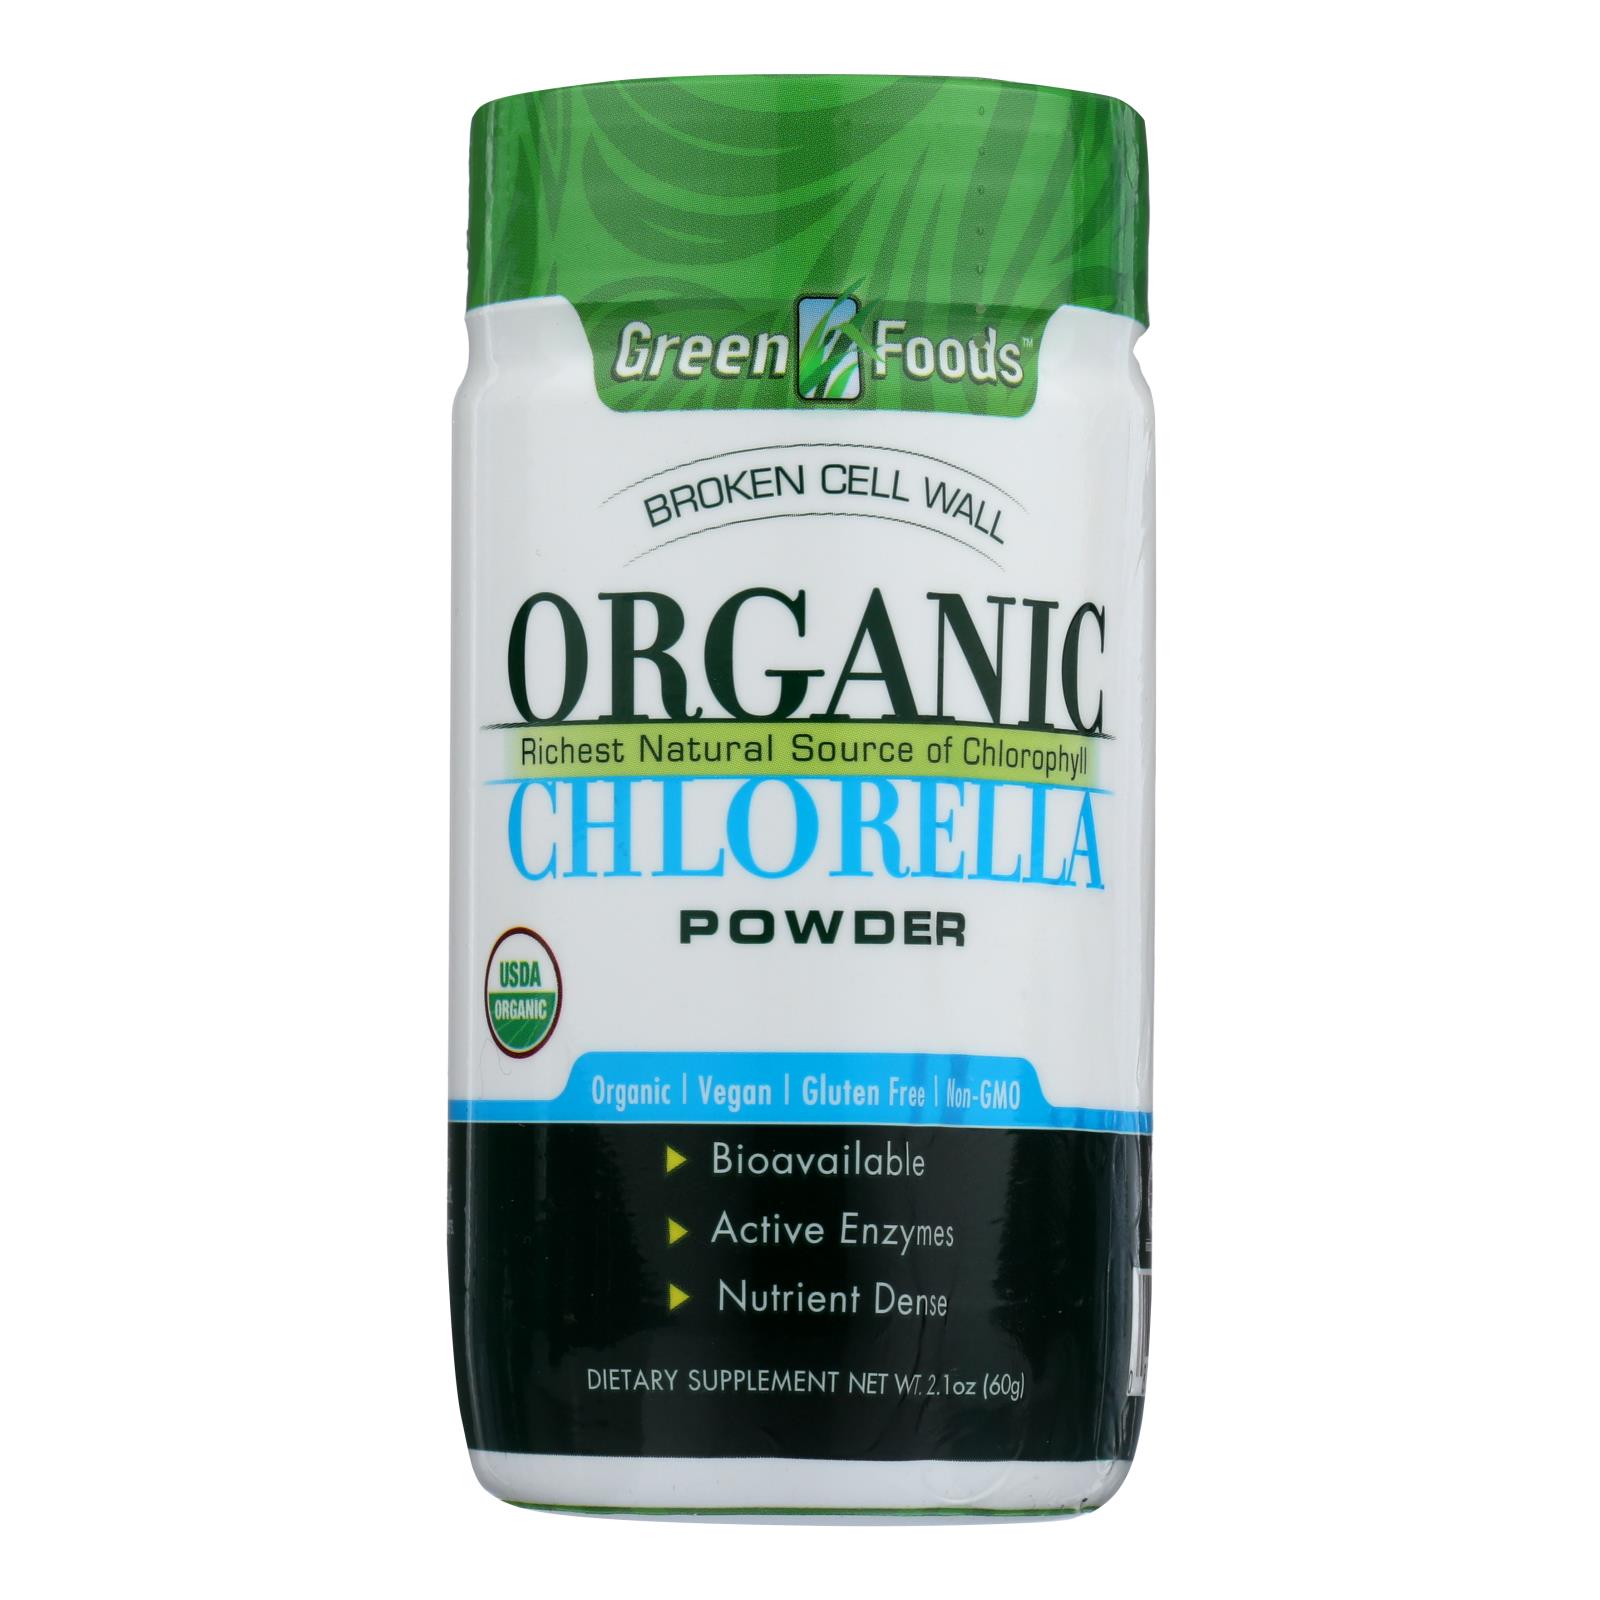 Green Foods™
BROKEN CELL WALL
ORGANIC
Richest Natural Source of Chlorophyll
CHLORELLA
POWDER
USDA
ORGANIC
Organic | Vegan | Gluten Free | Non-GMO
Bioavailable
Active Enzymes
Nutrient Dense
DIETARY SUPPLEMENT NET WT. 2.1oz (60g)